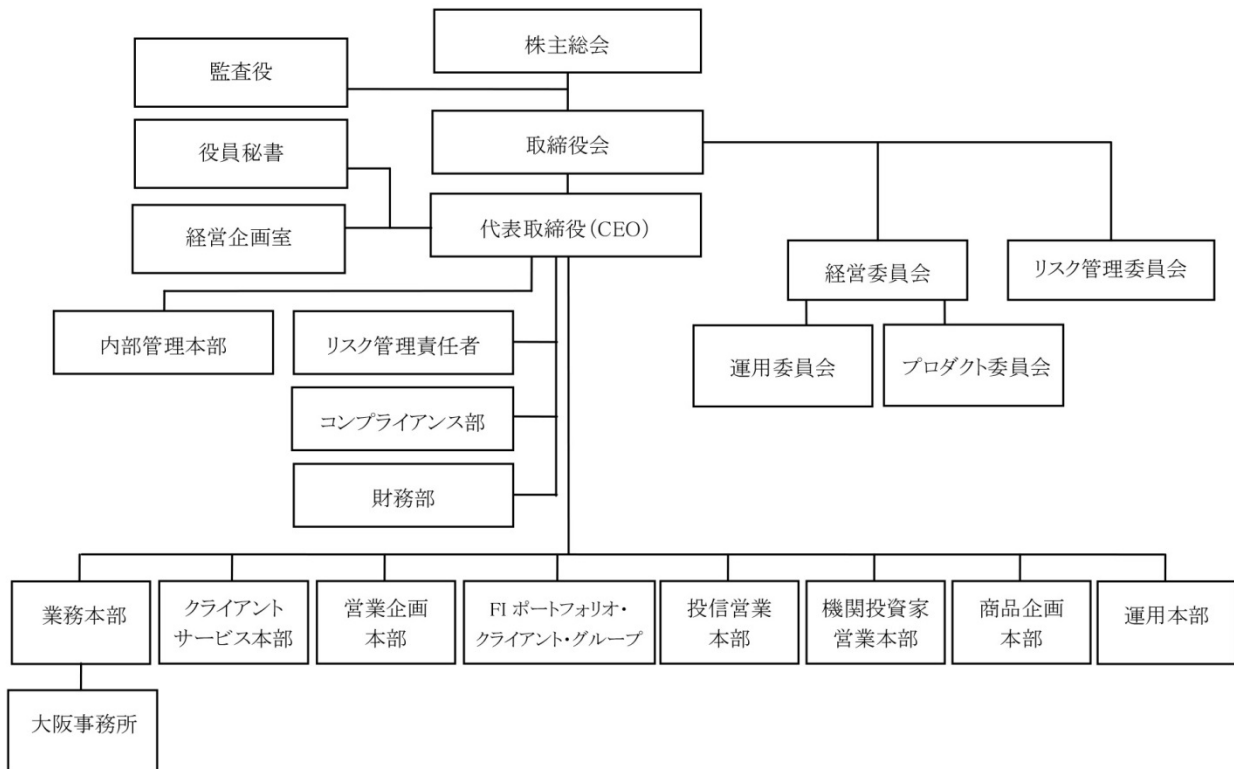 株主総会
監査役
取締役会
役員秘書
代表取締役(CEO)
経営企画室
経営委員会
リスク管理委員会
内部管理本部
リスク管理責任者
運用委員会
プロダクト委員会
コンプライアンス部
財務部
業務本部
クライアント
サービス本部
営業企画
本部
FI ポートフォリオ・
クライアント・グループ
投信営業
本部
機関投資家
営業本部
商品企画
本部
運用本部
大阪事務所